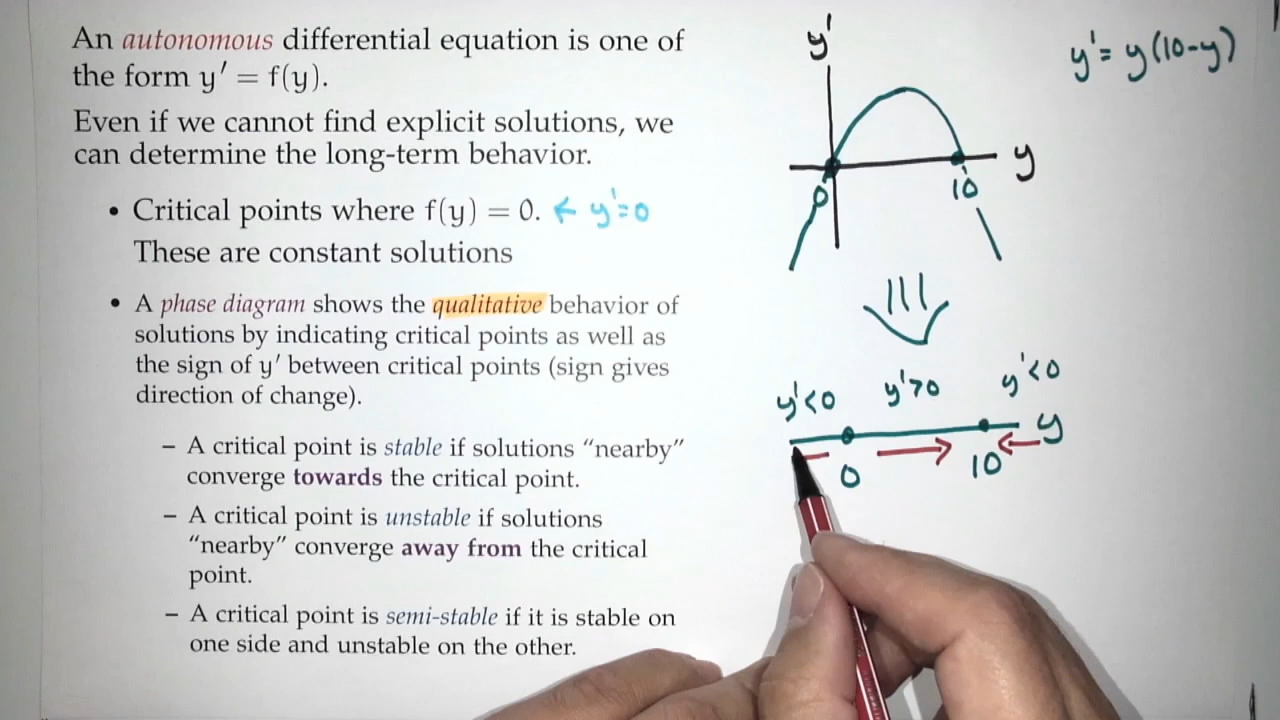 An autonomous differential equation is one of
the form y′ = f(y).
Even if we cannot find explicit solutions, we
can determine the long-term behavior.
• Critical points where f(y) = 0. ← y'=0
These are constant solutions
• A phase diagram shows the qualitative behavior of
solutions by indicating critical points as well as
the sign of y′ between critical points (sign gives
direction of change).
– A critical point is stable if solutions “nearby”
converge towards the critical point.
– A critical point is unstable if solutions
“nearby” converge away from the critical
point.
– A critical point is semi-stable if it is stable on
one side and unstable on the other.
y'
y'= y(10-y)
y
0
10
y'<0
y'>0
y'<0
y
0
10